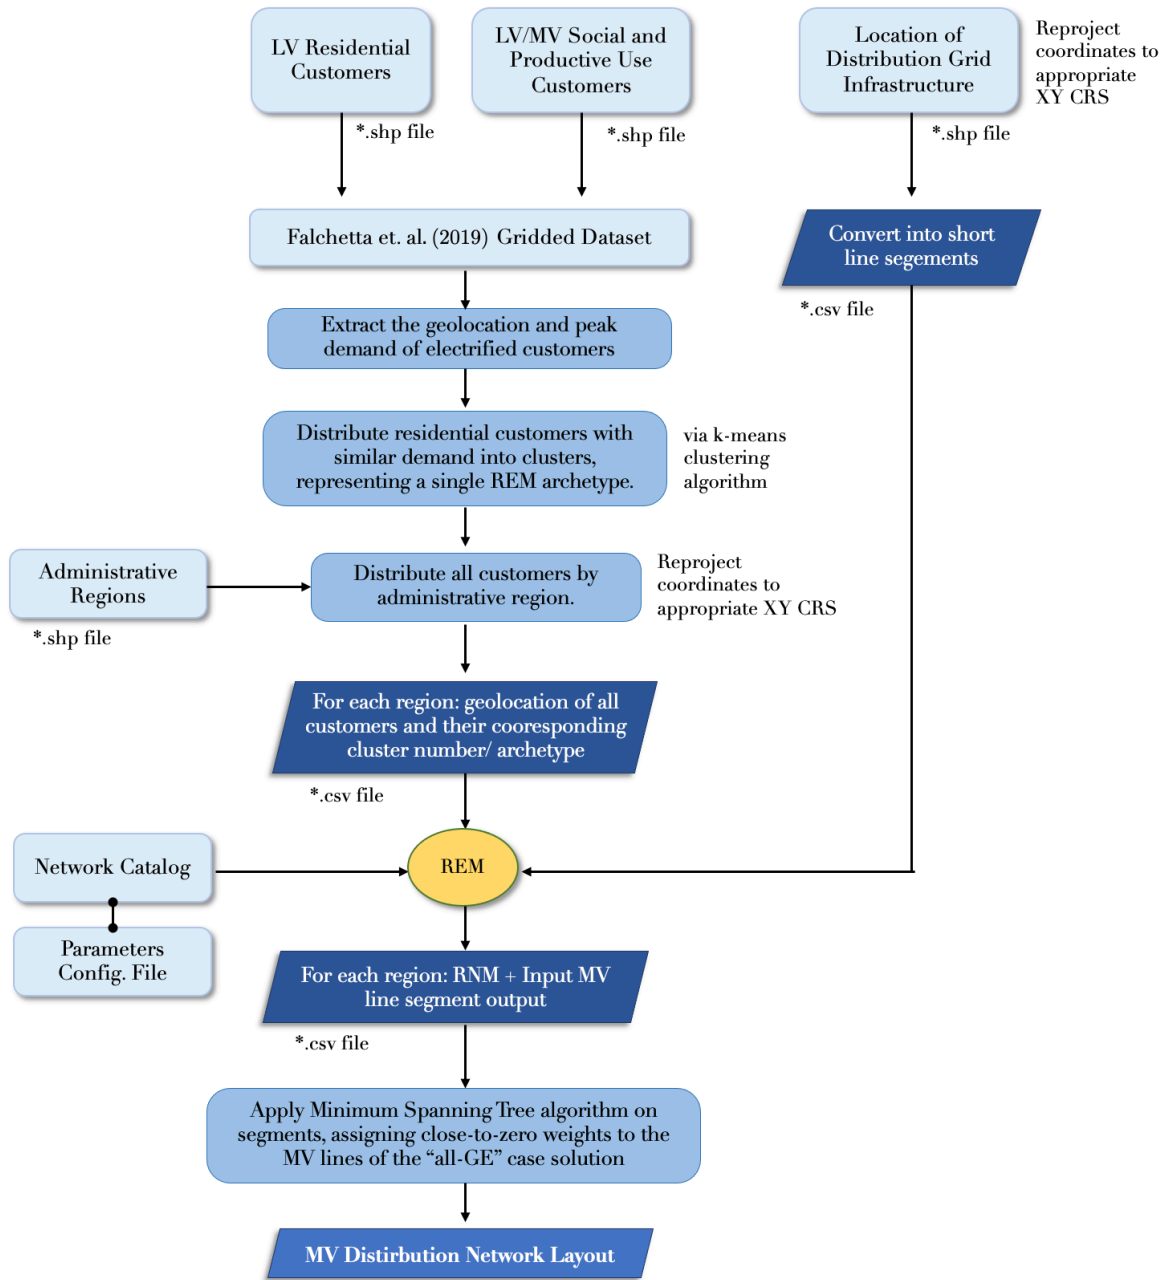 LV Residential
Customers
LV/MV Social and
Productive Use
Customers
Location of
Distribution Grid
Infrastructure
Reproject
coordinates to
appropriate
XY CRS
*.shp file
*.shp file
*.shp file
Falchetta et. al. (2019) Gridded Dataset
Convert into short
line segements
*.csv file
Extract the geolocation and peak
demand of electrified customers
Distribute residential customers with
similar demand into clusters,
representing a single REM archetype.
via k-means
clustering
algorithm
Administrative
Regions
*.shp file
Distribute all customers by
administrative region.
Reproject
coordinates to
appropriate XY CRS
For each region: geolocation of all
customers and their cooresponding
cluster number/ archetype
*.csv file
Network Catalog
REM
Parameters
Config. File
For each region: RNM + Input MV
line segment output
*.csv file
Apply Minimum Spanning Tree algorithm on
segments, assigning close-to-zero weights to the
MV lines of the “all-GE” case solution
MV Distirbution Network Layout